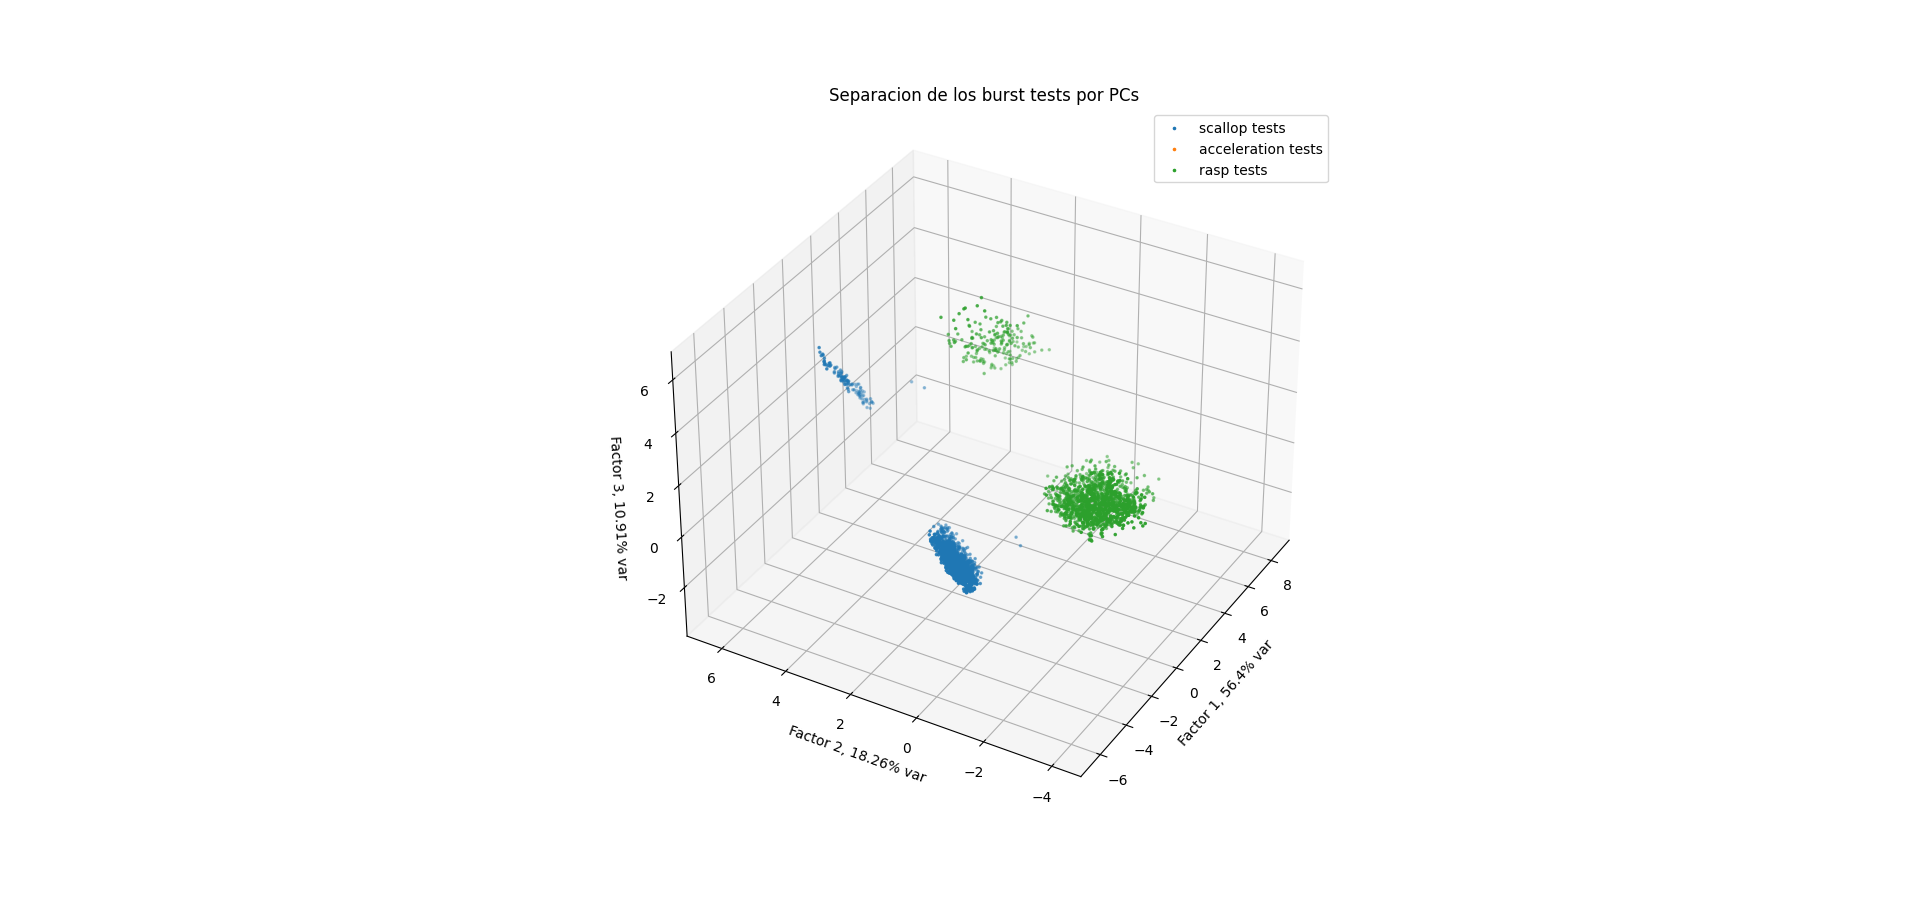 Separacion de los burst tests por PCs
scallop tests
acceleration tests
rasp tests
Factor 3, 10.91% var
6
4
2
0
−2
Factor 2, 18.26% var
6
4
2
0
−2
−4
Factor 1, 56.4% var
8
6
4
2
0
−2
−4
−6